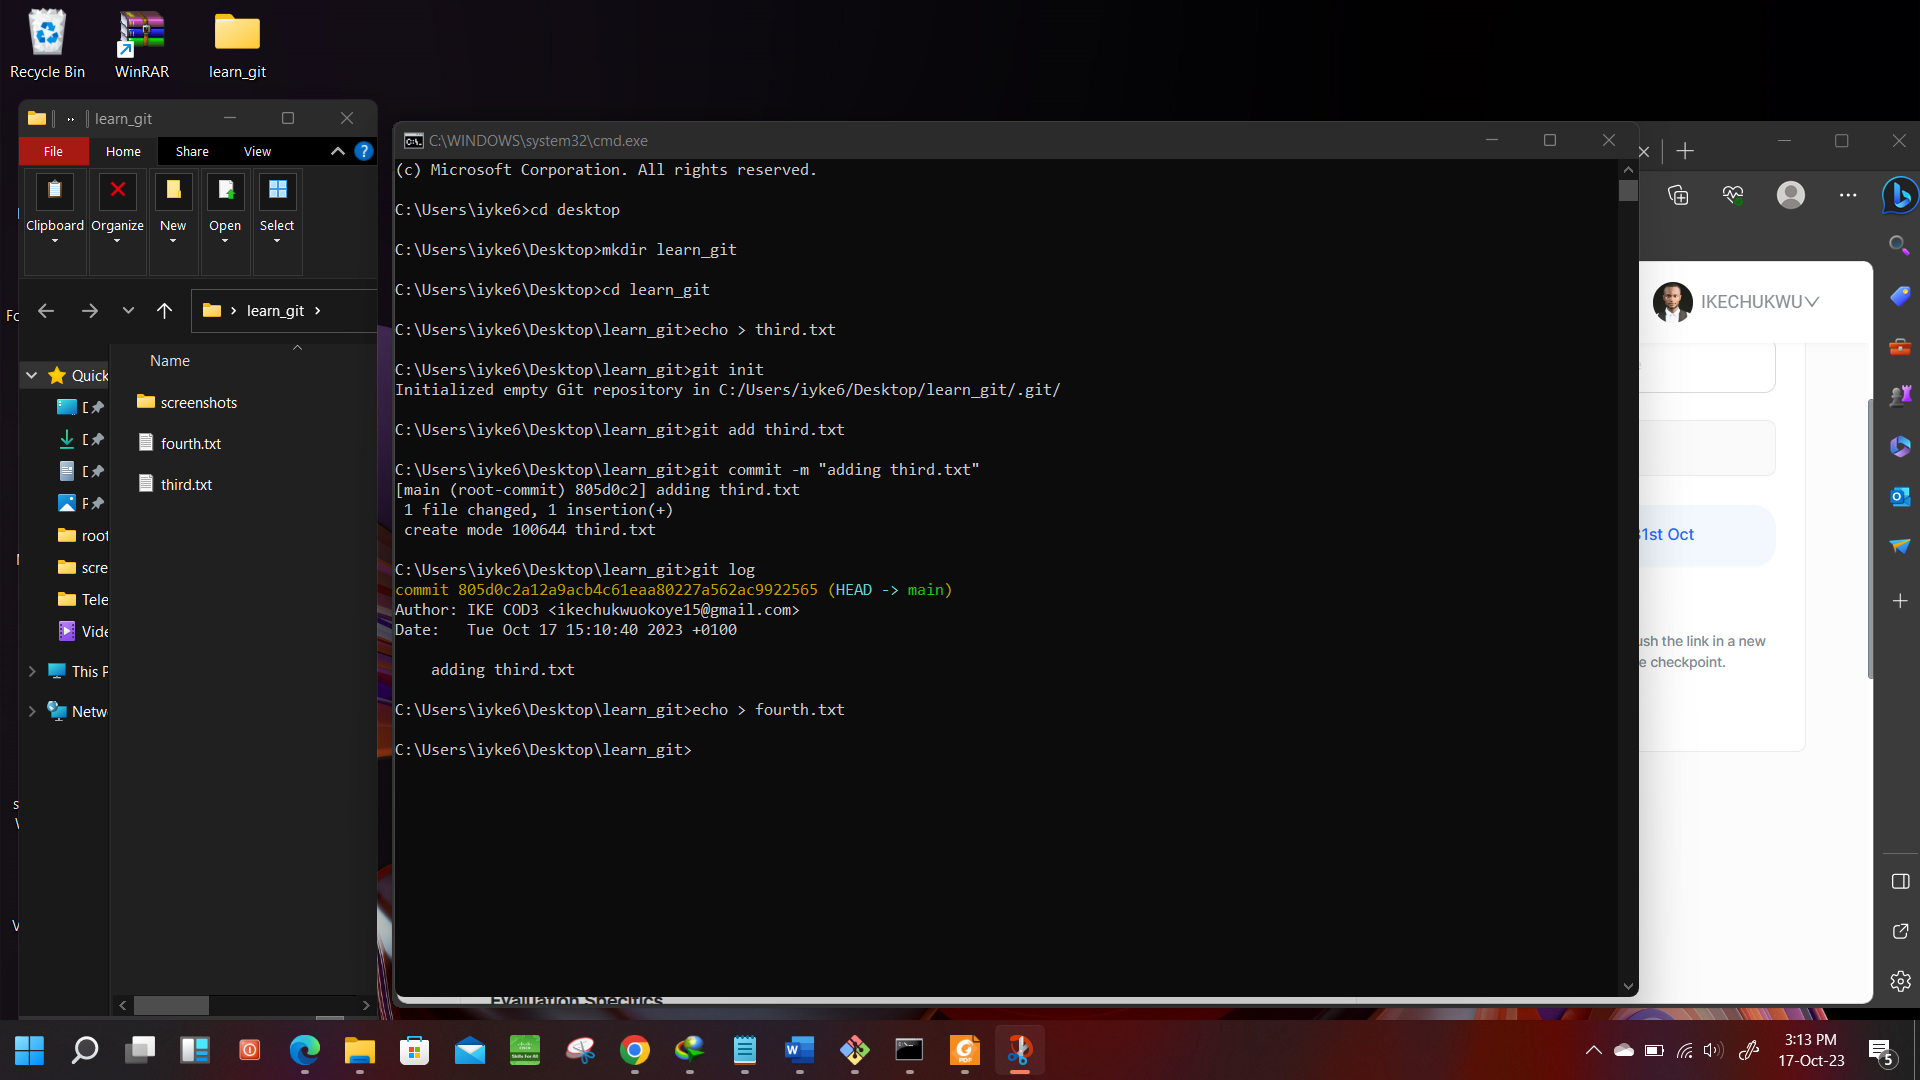 Recycle Bin
WinRAR
learn_git
learn_git
File
Home
Share
View
Clipboard
Organize
New
Open
Select
learn_git
Name
Quick
screenshots
fourth.txt
third.txt
root
scre
Tele
Vide
This P
Netw
C:\WINDOWS\system32\cmd.exe
(c) Microsoft Corporation. All rights reserved.
C:\Users\iyke6>cd desktop
C:\Users\iyke6\Desktop>mkdir learn_git
C:\Users\iyke6\Desktop>cd learn_git
C:\Users\iyke6\Desktop\learn_git>echo > third.txt
C:\Users\iyke6\Desktop\learn_git>git init
Initialized empty Git repository in C:/Users/iyke6/Desktop/learn_git/.git/
C:\Users\iyke6\Desktop\learn_git>git add third.txt
C:\Users\iyke6\Desktop\learn_git>git commit -m "adding third.txt"
[main (root-commit) 805d0c2] adding third.txt
1 file changed, 1 insertion(+)
create mode 100644 third.txt
C:\Users\iyke6\Desktop\learn_git>git log
commit 805d0c2a12a9acb4c61eaa80227a562ac9922565 (HEAD -> main)
Author: IKE COD3 <ikechukwuokoye15@gmail.com>
Date:   Tue Oct 17 15:10:40 2023 +0100
adding third.txt
C:\Users\iyke6\Desktop\learn_git>echo > fourth.txt
C:\Users\iyke6\Desktop\learn_git>
IKECHUKWU
31st Oct
ush the link in a new
e checkpoint.
Evaluation Specifics
3:13 PM
17-Oct-23
5